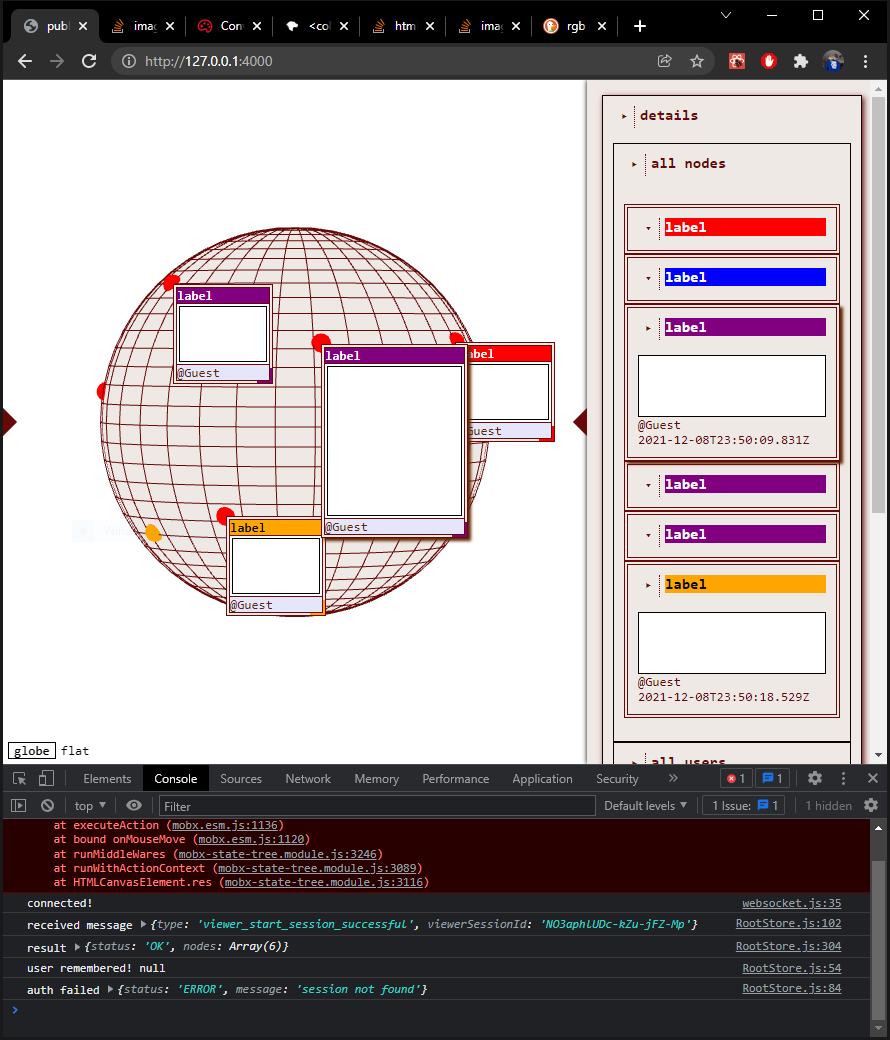 publ
imag
Con
<col
htm
imag
rgb
http://127.0.0.1:4000
details
all nodes
label
label
label
@Guest
2021-12-08T23:50:09.831Z
label
label
label
@Guest
2021-12-08T23:50:18.529Z
all users
label
@Guest
label
@Guest
label
Guest
label
@Guest
globe flat
Elements Console Sources Network Memory Performance Application Security » 1 1
top Filter Default levels 1 Issue: 1 1 hidden
at executeAction (mobx.esm.js:1136)
at bound onMouseMove (mobx.esm.js:1120)
at runMiddleWares (mobx-state-tree.module.js:3246)
at runWithActionContext (mobx-state-tree.module.js:3089)
at HTMLCanvasElement.res (mobx-state-tree.module.js:3116)
connected! websocket.js:35
received message {type: 'viewer_start_session_successful', viewerSessionId: 'NO3aphlUDc-kZu-jFZ-Mp'} RootStore.js:102
result {status: 'OK', nodes: Array(6)} RootStore.js:304
user remembered! null RootStore.js:54
auth failed {status: 'ERROR', message: 'session not found'} RootStore.js:84